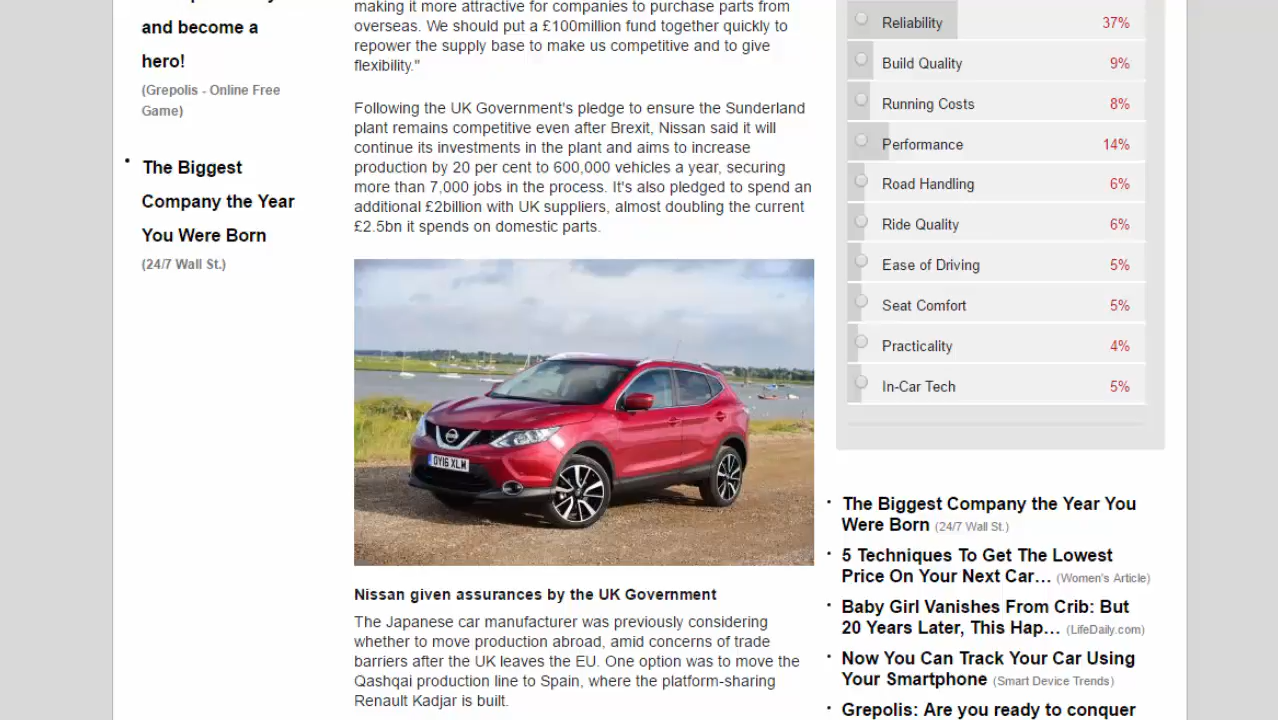 and become a
hero!
(Grepolis - Online Free
Game)
The Biggest
Company the Year
You Were Born
(24/7 Wall St.)
making it more attractive for companies to purchase parts from
overseas. We should put a £100million fund together quickly to
repower the supply base to make us competitive and to give
flexibility."
Following the UK Government's pledge to ensure the Sunderland
plant remains competitive even after Brexit, Nissan said it will
continue its investments in the plant and aims to increase
production by 20 per cent to 600,000 vehicles a year, securing
more than 7,000 jobs in the process. It's also pledged to spend an
additional £2billion with UK suppliers, almost doubling the current
£2.5bn it spends on domestic parts.
OY16 XLM
Nissan given assurances by the UK Government
The Japanese car manufacturer was previously considering
whether to move production abroad, amid concerns of trade
barriers after the UK leaves the EU. One option was to move the
Qashqai production line to Spain, where the platform-sharing
Renault Kadjar is built.
Reliability 37%
Build Quality 9%
Running Costs 8%
Performance 14%
Road Handling 6%
Ride Quality 6%
Ease of Driving 5%
Seat Comfort 5%
Practicality 4%
In-Car Tech 5%
The Biggest Company the Year You
Were Born (24/7 Wall St.)
5 Techniques To Get The Lowest
Price On Your Next Car… (Women's Article)
Baby Girl Vanishes From Crib: But
20 Years Later, This Hap… (LifeDaily.com)
Now You Can Track Your Car Using
Your Smartphone (Smart Device Trends)
Grepolis: Are you ready to conquer